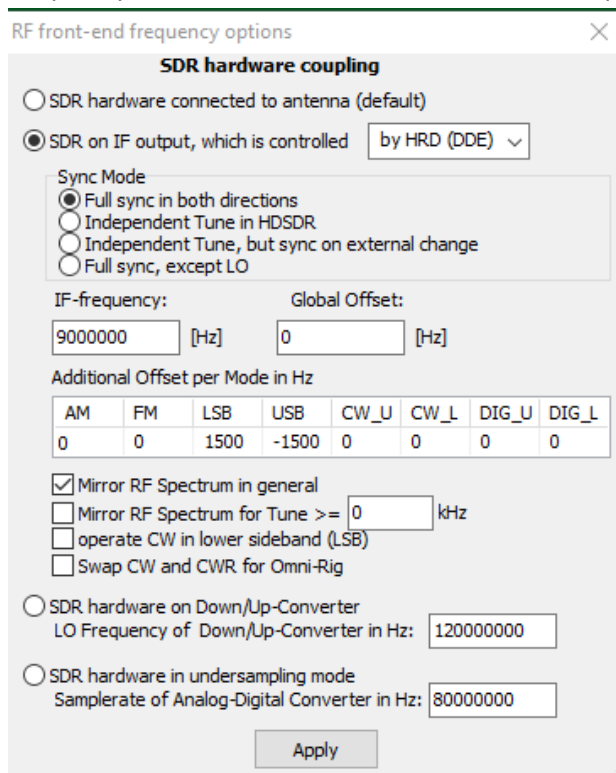 RF front-end frequency options
SDR hardware coupling
SDR hardware connected to antenna (default)
SDR on IF output, which is controlled by HRD (DDE)
Sync Mode
Full sync in both directions
Independent Tune in HDSDR
Independent Tune, but sync on external change
Full sync, except LO
IF-frequency: Global Offset:
9000000 [Hz] 0 [Hz]
Additional Offset per Mode in Hz
AM FM LSB USB CW_U CW_L DIG_U DIG_L
0 0 1500 -1500 0 0 0 0
Mirror RF Spectrum in general
Mirror RF Spectrum for Tune >= 0 kHz
operate CW in lower sideband (LSB)
Swap CW and CWR for Omni-Rig
SDR hardware on Down/Up-Converter
LO Frequency of Down/Up-Converter in Hz: 120000000
SDR hardware in undersampling mode
Samplerate of Analog-Digital Converter in Hz: 80000000
Apply